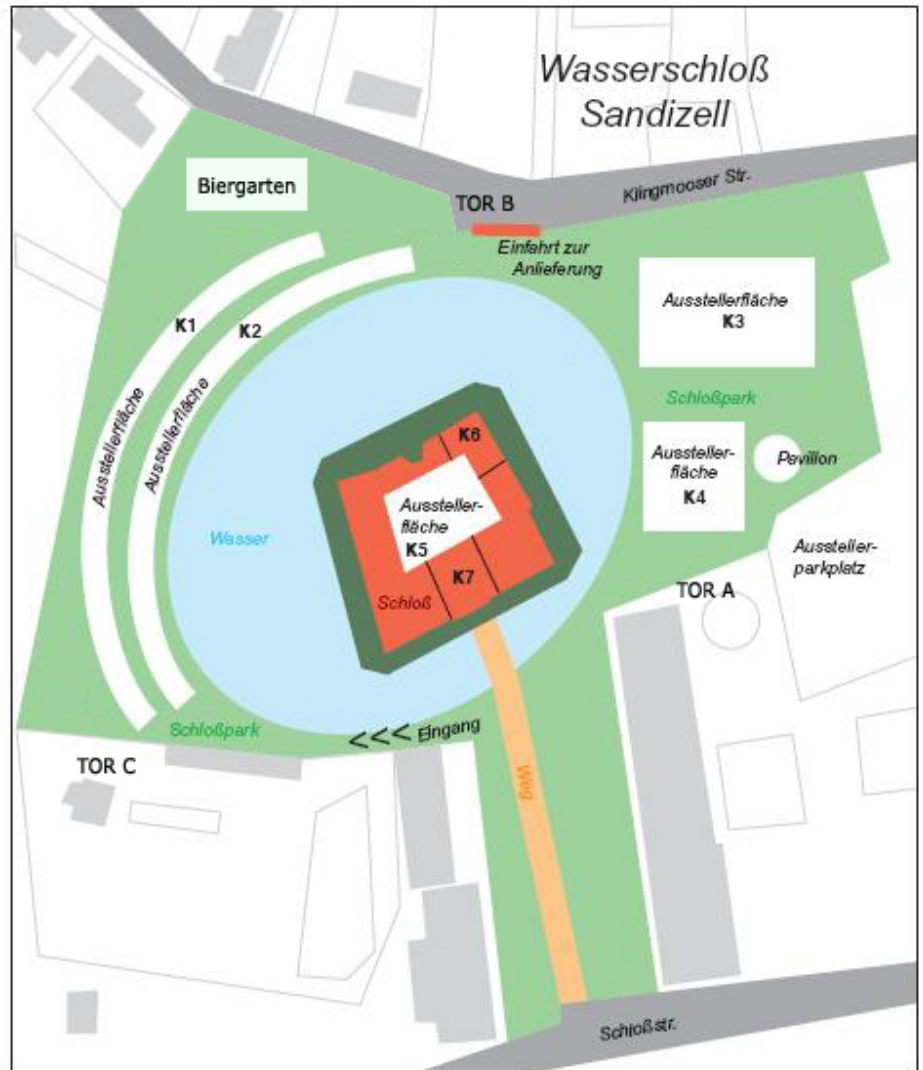 Wasserschloß
Sandizell
Klingmooser Str.
Biergarten
TOR B
Einfahrt zur
Anlieferung
K1
K2
Ausstellerfläche
Ausstellerfläche
Ausstellerfläche
K3
Schloßpark
Aussteller-
fläche
K4
Pavillon
K6
Aussteller-
fläche
K5
K7
Schloß
Wasser
Aussteller-
parkplatz
TOR A
Schloßpark
<<< Eingang
TOR C
Weg
Schloßstr.